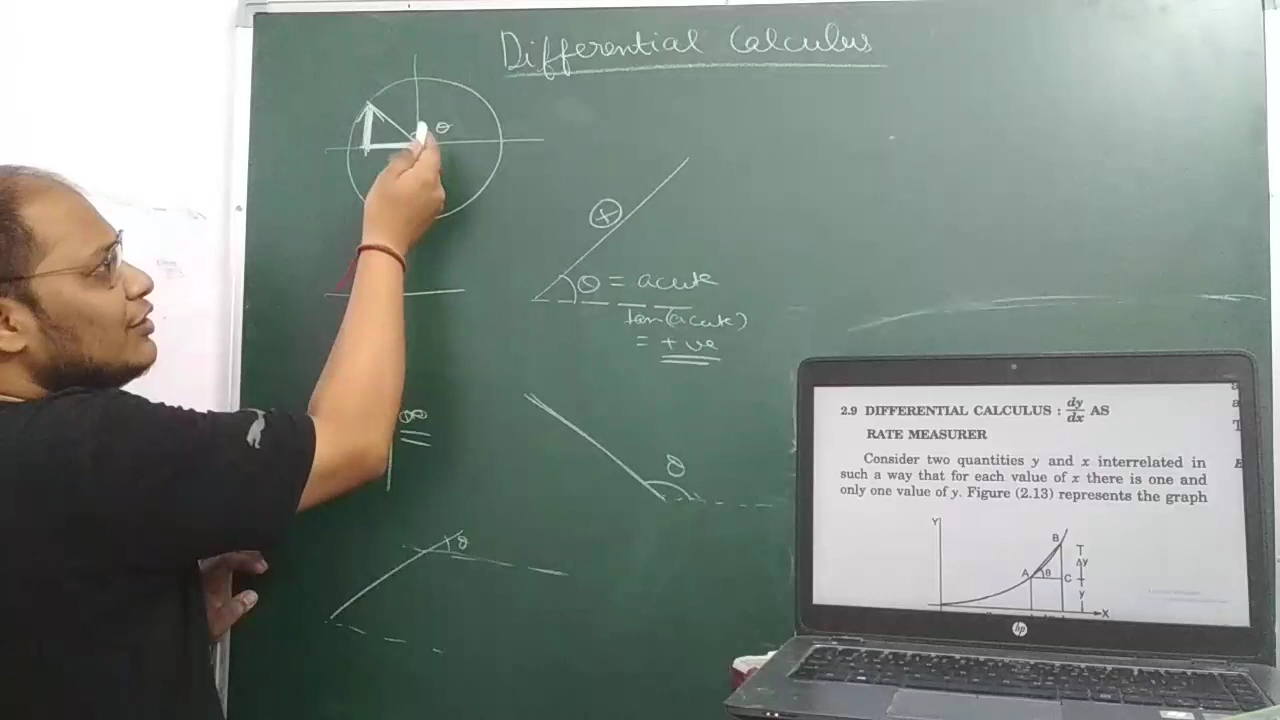 Differential Calculus
θ
+
θ = acute
tan(acute)
= + ve
θ
θ
2.9 DIFFERENTIAL CALCULUS : dy/dx AS
RATE MEASURER
Consider two quantities y and x interrelated in
such a way that for each value of x there is one and
only one value of y. Figure (2.13) represents the graph
Y
B
T
Δy
A θ C
y
X
hp